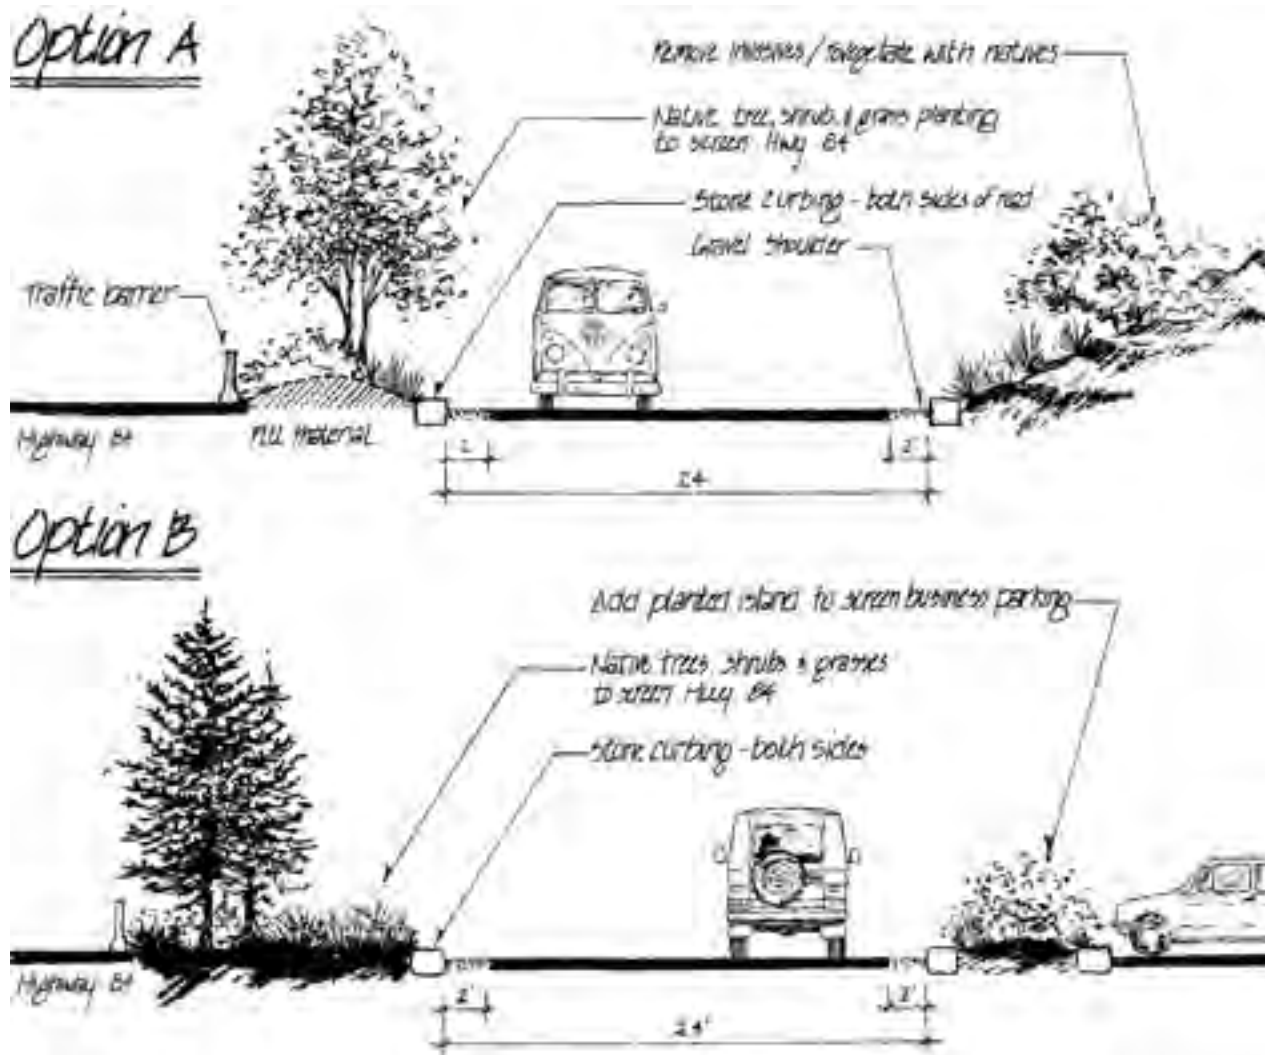 Option A
Remove invasives/revegetate with natives
Native tree, shrub, & grass planting
to screen Hwy 84
Stone curbing - both sides of road
Gravel shoulder
Traffic barrier
Highway 84
Fill material
2'
2'
24
Option B
Add planted island to screen business parking
Native trees, shrubs & grasses
to screen Hwy 84
Stone curbing - both sides
Highway 84
2'
2'
24'